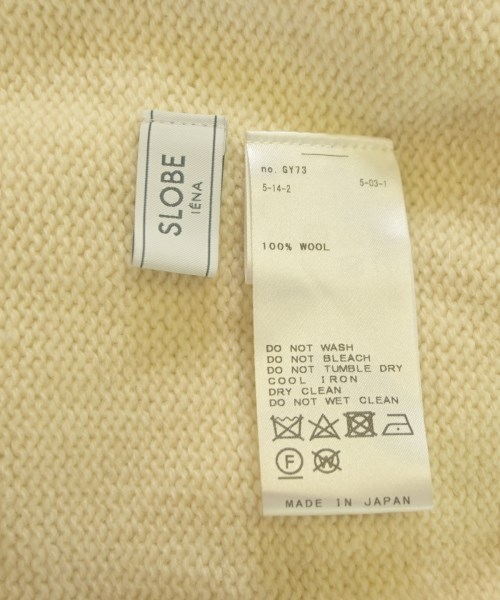 SLOBE
IÉNA
no. GY73
5-14-2 5-03-1
100% WOOL
DO NOT WASH
DO NOT BLEACH
DO NOT TUMBLE DRY
COOL IRON
DRY CLEAN
DO NOT WET CLEAN
F W
MADE IN JAPAN